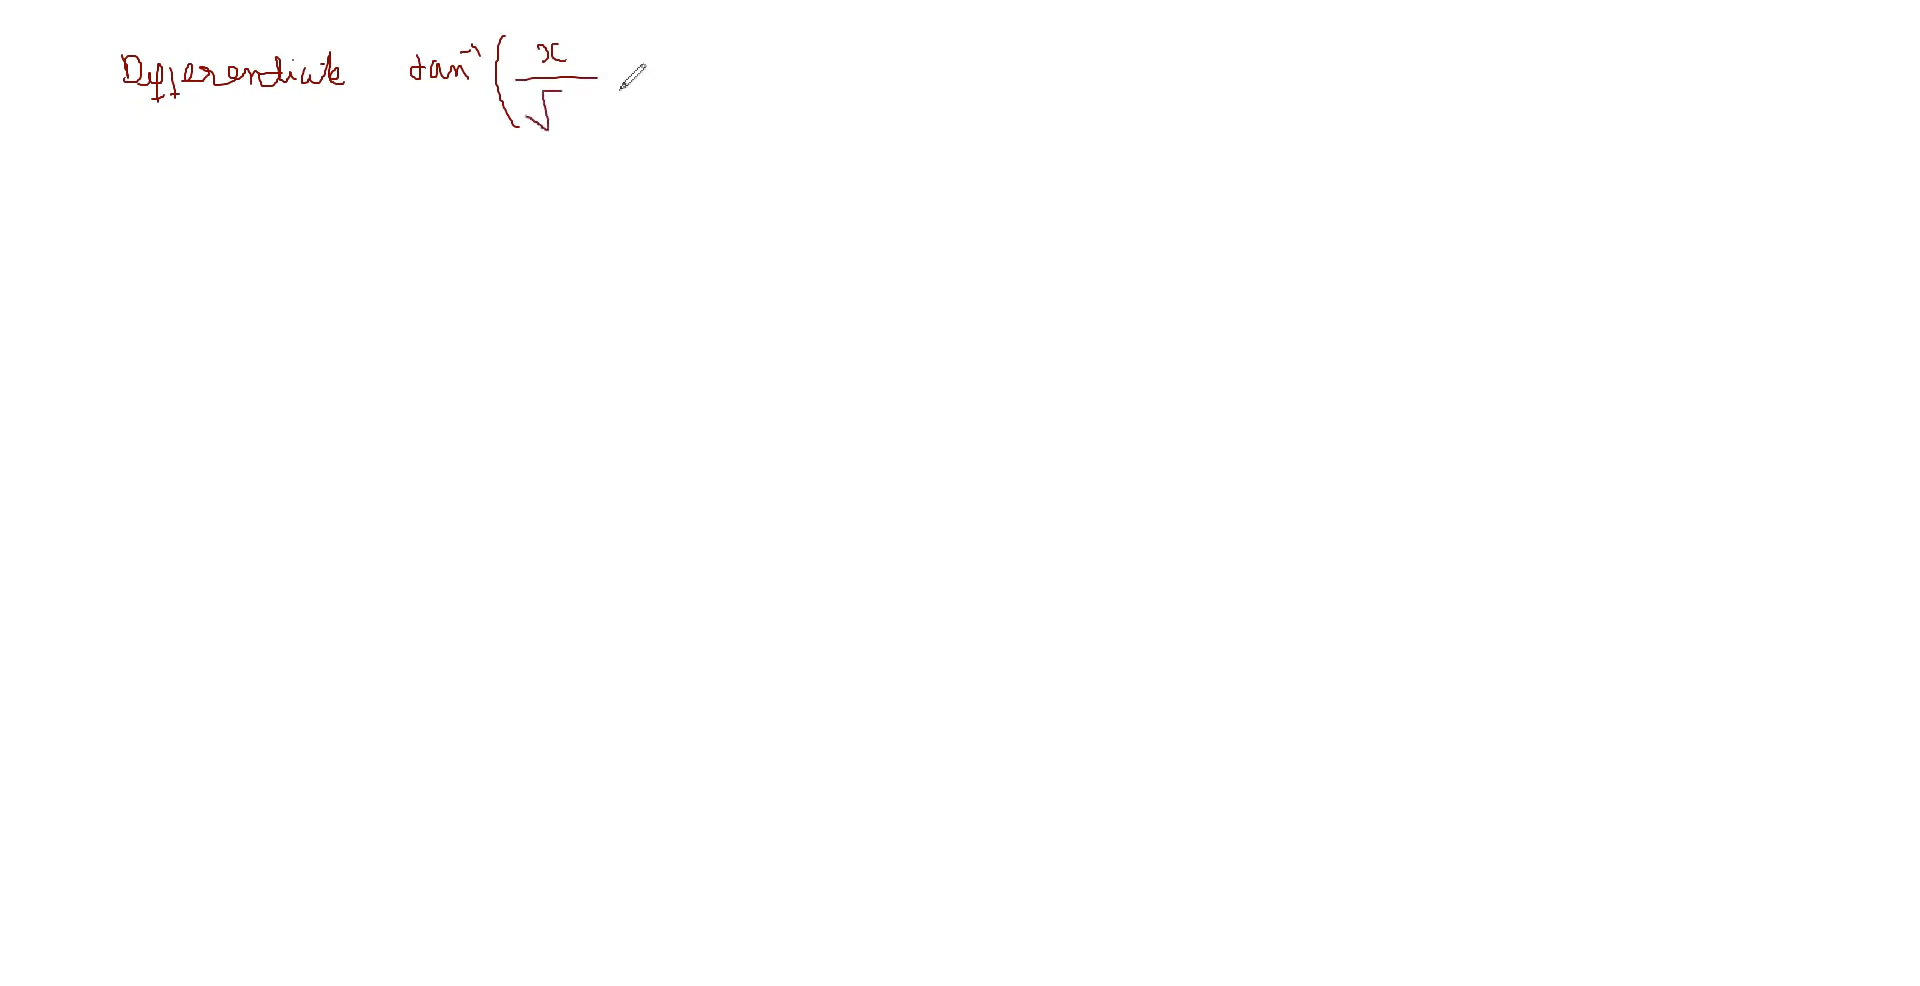 Differentiate tan⁻¹ ( x / √